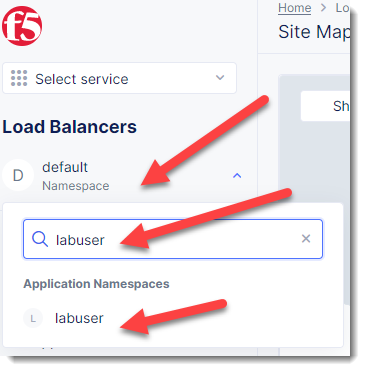 f5
Home > Lo
Site Map
Select service
Sh
Load Balancers
D
default
Namespace
labuser
Application Namespaces
L
labuser